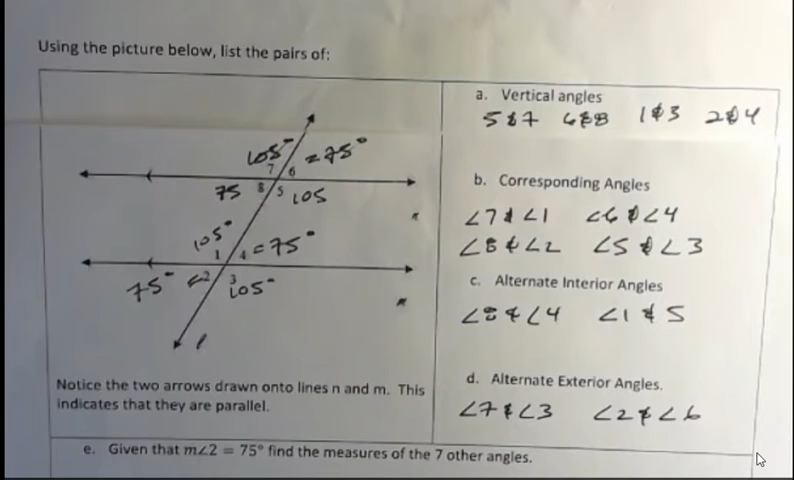 Using the picture below, list the pairs of:
a. Vertical angles
5&7 6&8 1&3 2&4
105° =75°
7 6
75 8 5 105
b. Corresponding Angles
∠7&∠1 ∠6&∠4
∠8&∠2 ∠5&∠3
105° 1 4 =75°
75° =2 3 105°
c. Alternate Interior Angles
∠8&∠4 ∠1&5
l
Notice the two arrows drawn onto lines n and m. This
indicates that they are parallel.
d. Alternate Exterior Angles.
∠7&∠3 ∠2&∠6
e. Given that m∠2 = 75° find the measures of the 7 other angles.